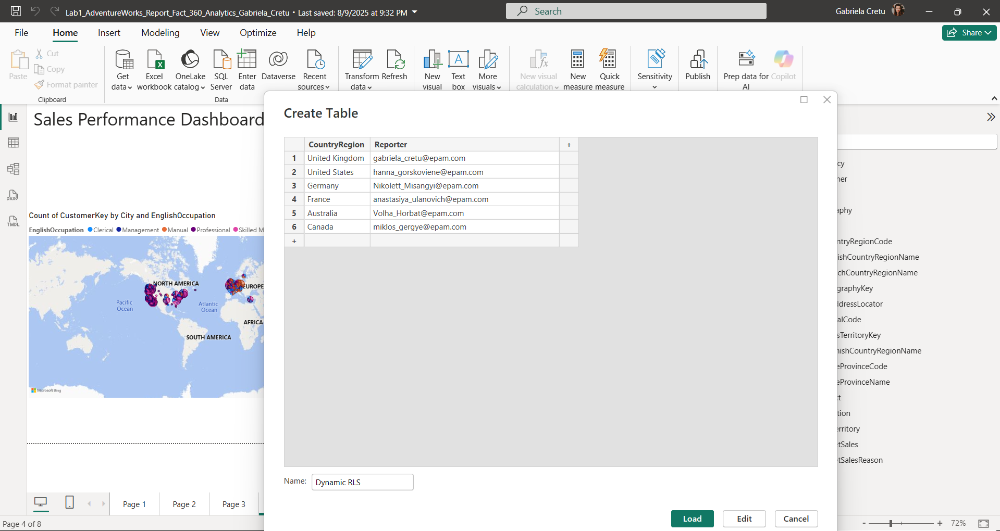 Lab1_AdventureWorks_Report_Fact_360_Analytics_Gabriela_Cretu • Last saved: 8/9/2025 at 9:32 PM
Search
Gabriela Cretu
File Home Insert Modeling View Optimize Help
Share
Paste
Cut
Copy
Format painter
Clipboard
Get data
Excel workbook
OneLake catalog
SQL Server
Enter data
Dataverse
Recent sources
Data
Transform data
Refresh
New visual
Text box
More visuals
New visual calculation
New measure
Quick measure
Sensitivity
Publish
Prep data for AI
Copilot
DAX
TMDL
Sales Performance Dashboard
Count of CustomerKey by City and EnglishOccupation
EnglishOccupation Clerical Management Manual Professional Skilled M
NORTH AMERICA
EUROPE
Pacific Ocean
Atlantic Ocean
AFRICA
SOUTH AMERICA
Microsoft Bing
Create Table
CountryRegion Reporter +
1 United Kingdom gabriela_cretu@epam.com
2 United States hanna_gorskoviene@epam.com
3 Germany Nikolett_Misangyi@epam.com
4 France anastasiya_ulanovich@epam.com
5 Australia Volha_Horbat@epam.com
6 Canada miklos_gergye@epam.com
+
Name: Dynamic RLS
Load Edit Cancel
cy
ner
aphy
ntryRegionCode
ishCountryRegionName
chCountryRegionName
graphyKey
ddressLocator
alCode
sTerritoryKey
nishCountryRegionName
eProvinceCode
eProvinceName
ct
tion
erritory
tSales
tSalesReason
Page 1 Page 2 Page 3
Page 4 of 8
- + 72%